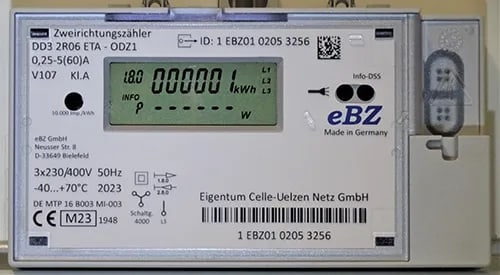 Zweirichtungszähler
DD3 2R06 ETA - ODZ1
ID: 1 EBZ01 0205 3256
0,25-5(60)A
V107 Kl.A
1.8.0 000001 kWh
L1
L2
L3
INFO
P - - - - - - W
Info-DSS
10.000 Imp./kWh
eBZ
Made in Germany
eBZ GmbH
Neusser Str. 8
D-33649 Bielefeld
3x230/400V 50Hz
-40...+70°C 2023
DE MTP 16 B003 MI-003
CE M23 1948
1.8.0
2.8.0
Schaltg.
4000
L3
Eigentum Celle-Uelzen Netz GmbH
1 EBZ01 0205 3256